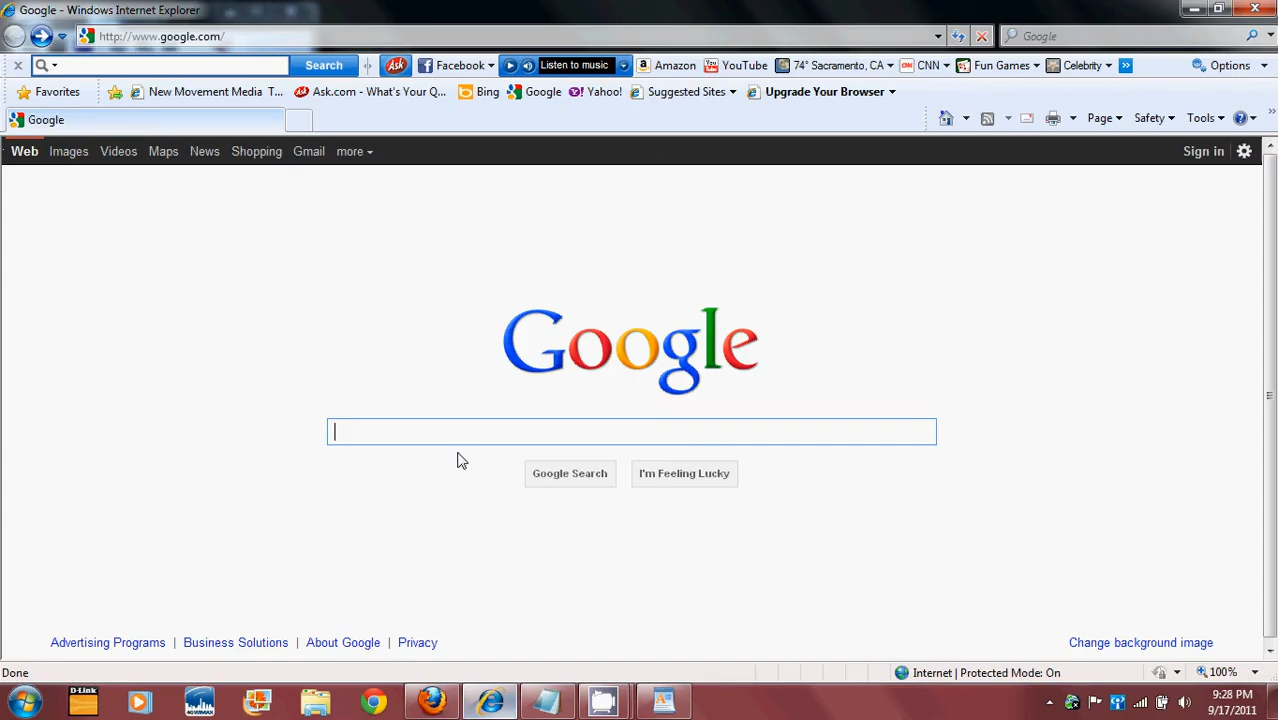 Google - Windows Internet Explorer
http://www.google.com/
Google
Search
Ask
Facebook
Listen to music
Amazon
YouTube
74° Sacramento, CA
CNN
Fun Games
Celebrity
»
Options
Favorites
New Movement Media T...
Ask.com - What's Your Q...
Bing
Google
Yahoo!
Suggested Sites
Upgrade Your Browser
Google
Page
Safety
Tools
»
Web Images Videos Maps News Shopping Gmail more
Sign in
Google
Google Search
I'm Feeling Lucky
Advertising Programs | Business Solutions | About Google | Privacy
Change background image
Done
Internet | Protected Mode: On
100%
D-Link
4GWIMAX
9:28 PM
9/17/2011